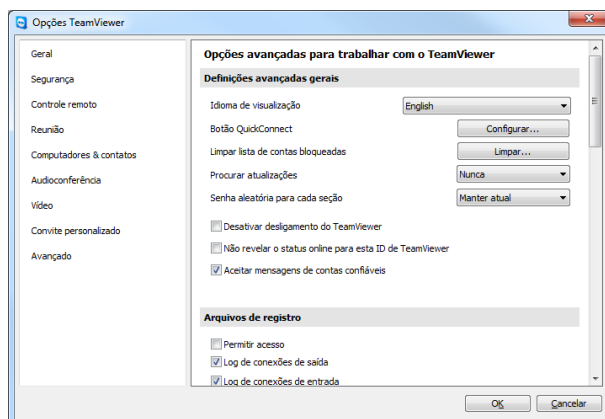 Opções TeamViewer
Geral
Segurança
Controle remoto
Reunião
Computadores & contatos
Audioconferência
Vídeo
Convite personalizado
Avançado
Opções avançadas para trabalhar com o TeamViewer
Definições avançadas gerais
Idioma de visualização English
Botão QuickConnect Configurar...
Limpar lista de contas bloqueadas Limpar...
Procurar atualizações Nunca
Senha aleatória para cada seção Manter atual
Desativar desligamento do TeamViewer
Não revelar o status online para esta ID de TeamViewer
Aceitar mensagens de contas confiáveis
Arquivos de registro
Permitir acesso
Log de conexões de saída
Log de conexões de entrada
OK Cancelar